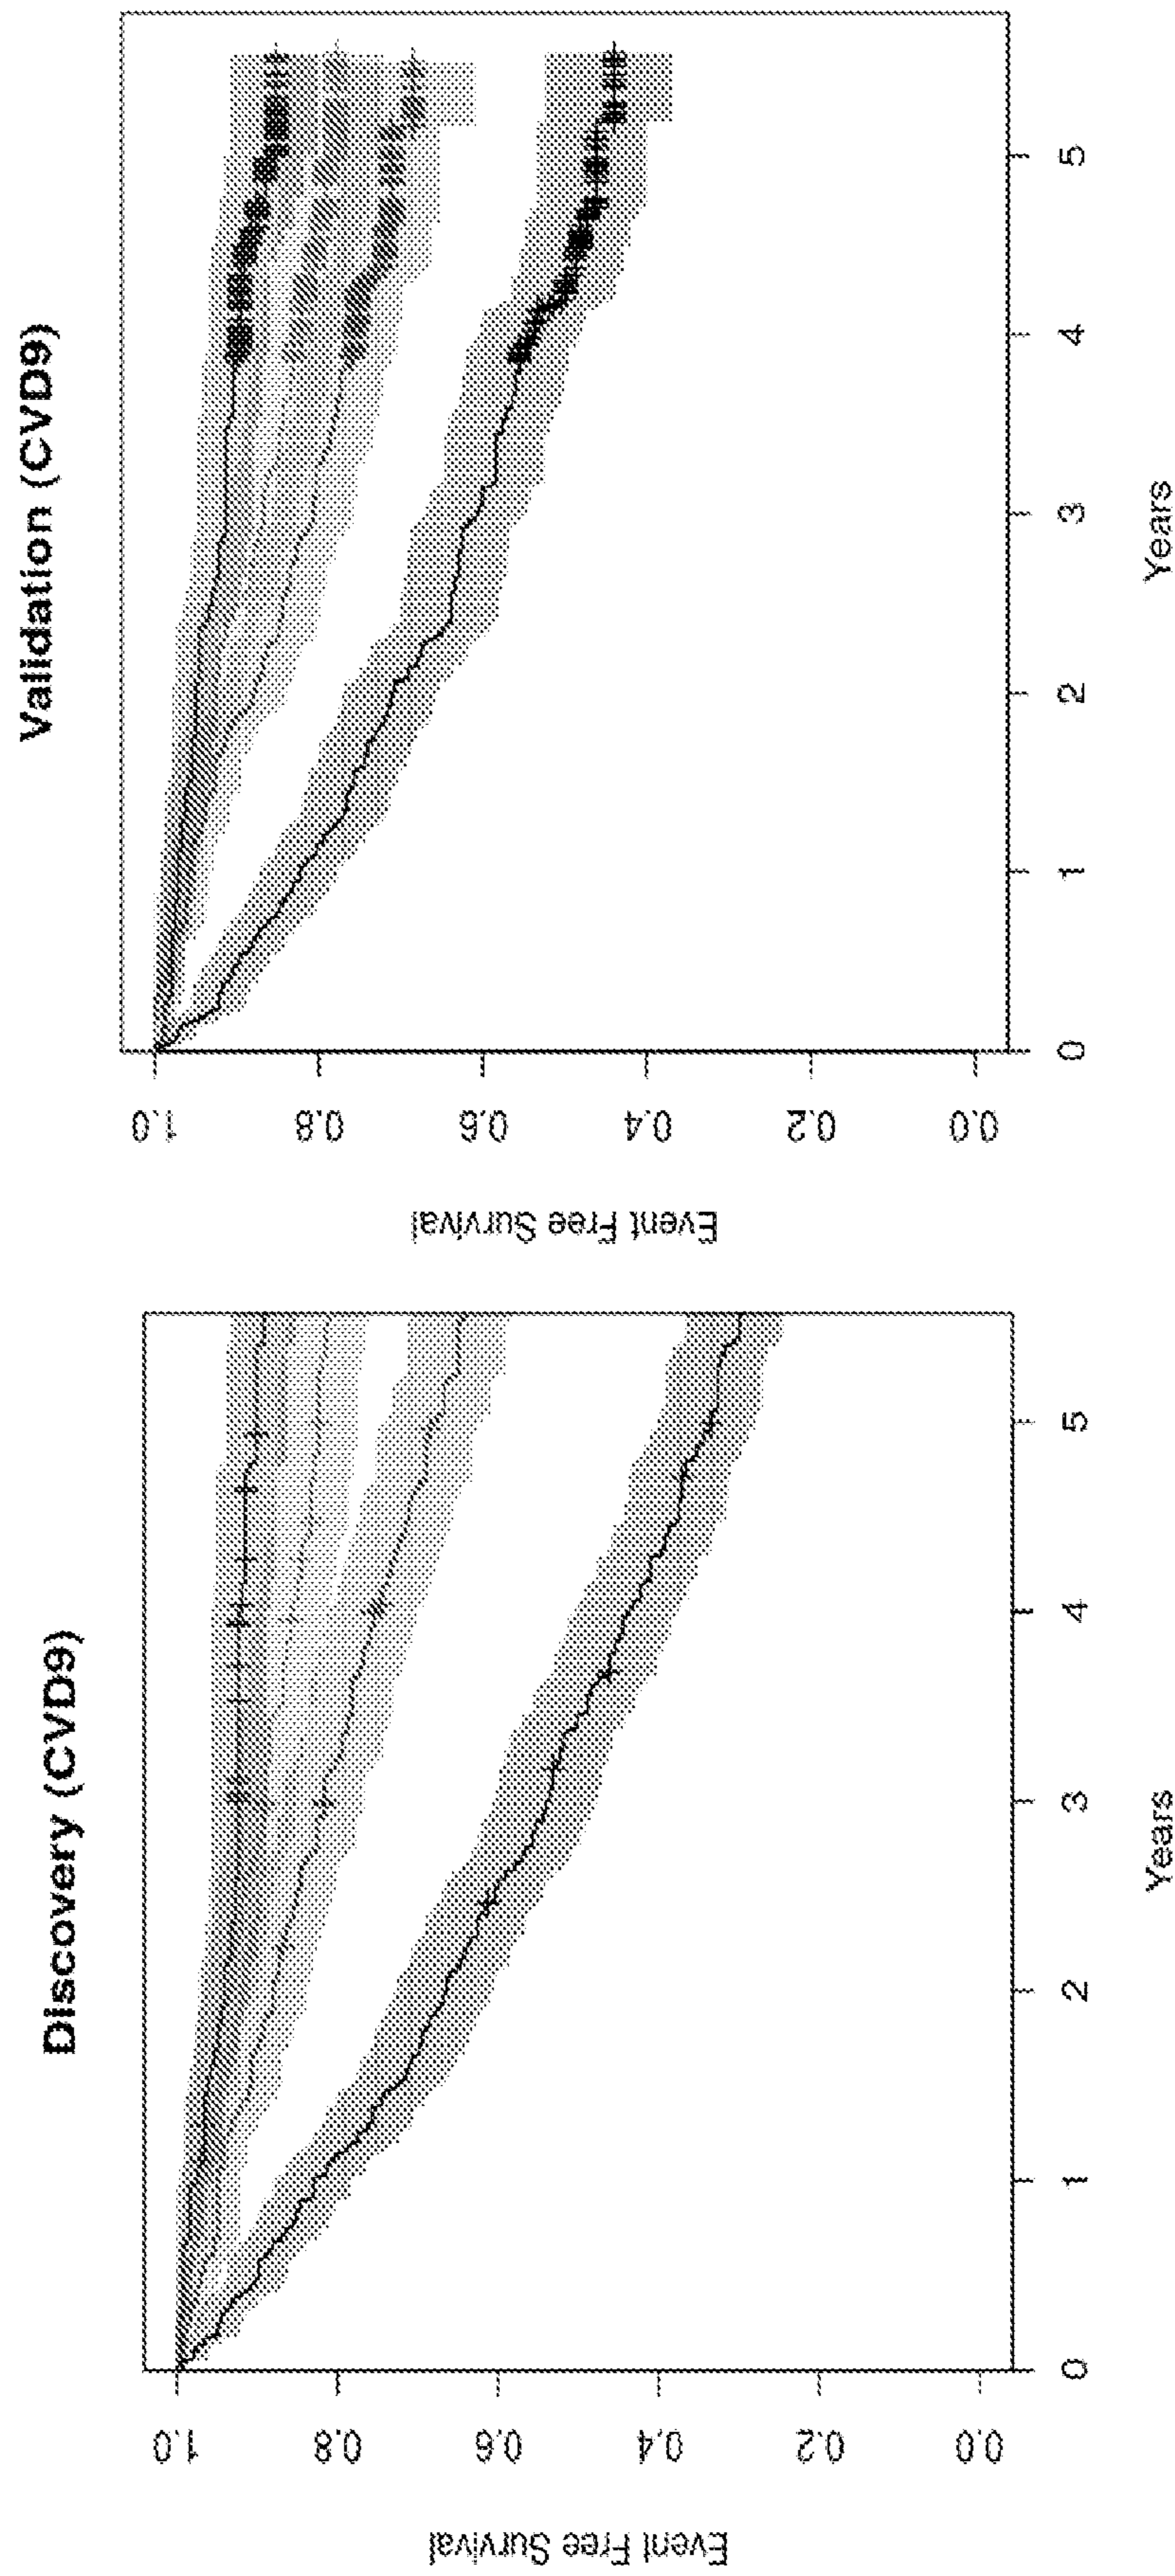 Discovery (CVD9)
Event Free Survival
1.0
0.8
0.6
0.4
0.2
0.0
0 1 2 3 4 5
Years
Validation (CVD9)
Event Free Survival
1.0
0.8
0.6
0.4
0.2
0.0
0 1 2 3 4 5
Years